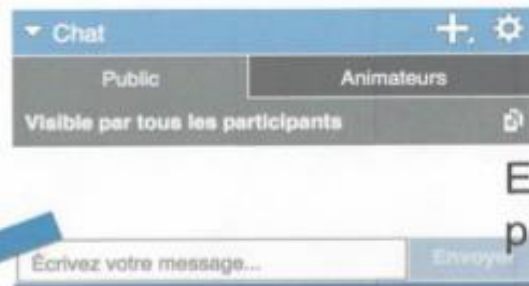 Chat
Public Animateurs
Visible par tous les participants
E
p
Écrivez votre message... Envoyer